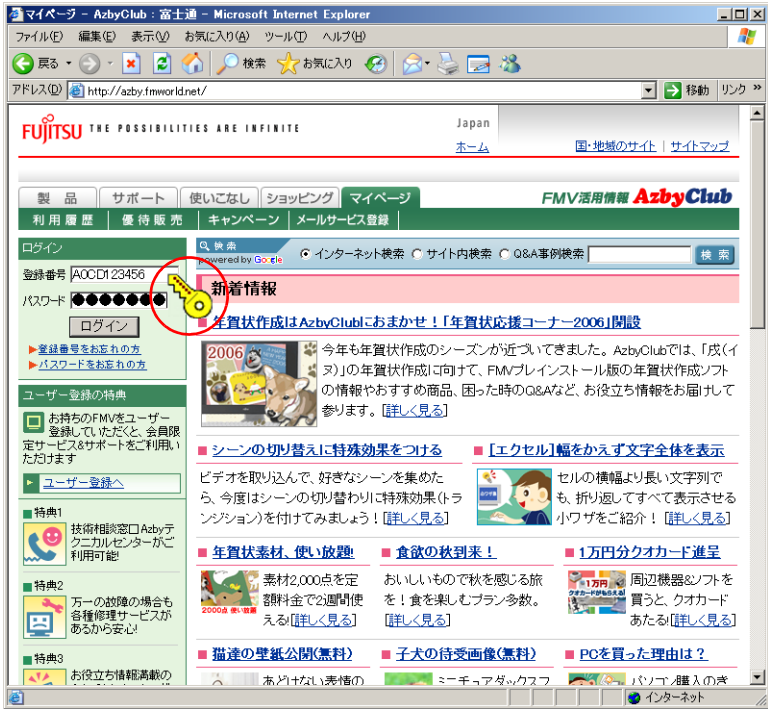 マイページ - AzbyClub : 富士通 - Microsoft Internet Explorer
ファイル(F) 編集(E) 表示(V) お気に入り(A) ツール(T) ヘルプ(H)
戻る 検索 お気に入り
アドレス(D) http://azby.fmworld.net/ 移動 リンク »
FUJITSU THE POSSIBILITIES ARE INFINITE
Japan
ホーム 国・地域のサイト | サイトマップ
製 品 サポート 使いこなし ショッピング マイページ FMV活用情報 AzbyClub
利用履歴 優待販売 キャンペーン メールサービス登録
ログイン
登録番号 A0CD123456
パスワード ●●●●●●●
ログイン
▶登録番号をお忘れの方
▶パスワードをお忘れの方
ユーザー登録の特典
お持ちのFMVをユーザー
登録していただくと、会員限
定サービス&サポートをご利用い
ただけます
ユーザー登録へ
■特典1
技術相談窓口Azbyテ
クニカルセンターがご
利用可能!
■特典2
万一の故障の場合も
各種修理サービスが
あるから安心!
■特典3
お役立ち情報満載の
検索
powered by Google
インターネット検索 サイト内検索 Q&A事例検索 検 索
新着情報
■ 年賀状作成はAzbyClubにおまかせ!「年賀状応援コーナー2006」開設
2006
今年も年賀状作成のシーズンが近づいてきました。AzbyClubでは、「戌(イ
ヌ)」の年賀状作成に向けて、FMVプレインストール版の年賀状作成ソフト
の情報やおすすめ商品、困った時のQ&Aなど、お役立ち情報をお届けして
参ります。[詳しく見る]
■ シーンの切り替えに特殊効果をつける
ビデオを取り込んで、好きなシーンを集めた
ら、今度はシーンの切り替わりに特殊効果(トラ
ンジション)を付けてみましょう![詳しく見る]
■ [エクセル]幅をかえず文字全体を表示
セルの横幅より長い文字列で
も、折り返してすべて表示させる
小ワザをご紹介! [詳しく見る]
■ 年賀状素材、使い放題!
素材2,000点を定
額料金で2週間使
える![詳しく見る]
2000点 使い放題
■ 食欲の秋到来!
おいしいもので秋を感じる旅
を!食を楽しむプラン多数。
[詳しく見る]
■ 1万円分クオカード進呈
1万円
クオカードがもらえる!
周辺機器&ソフトを
買うと、クオカード
あたる![詳しく見る]
■ 猫達の壁紙公開(無料)
あどけない表情の
■ 子犬の待受画像(無料)
ミニチュアダックスフ
■ PCを買った理由は?
パソコン購入のき
インターネット